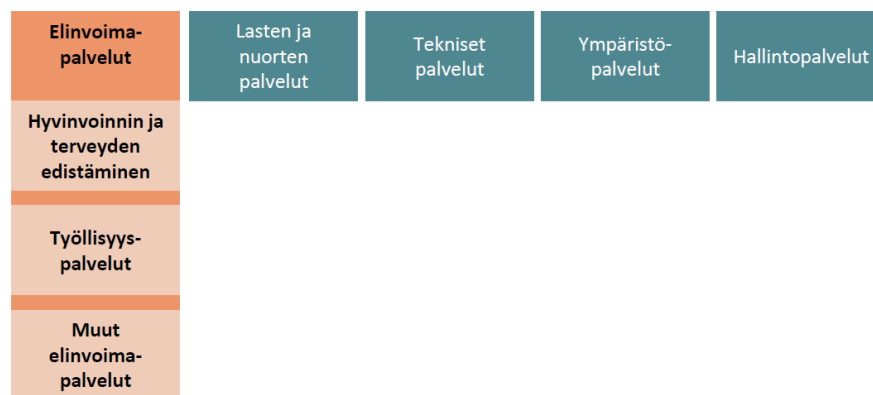 Elinvoima-
palvelut
Lasten ja
nuorten
palvelut
Tekniset
palvelut
Ympäristö-
palvelut
Hallintopalvelut
Hyvinvoinnin ja
terveyden
edistäminen
Työllisyys-
palvelut
Muut
elinvoima-
palvelut